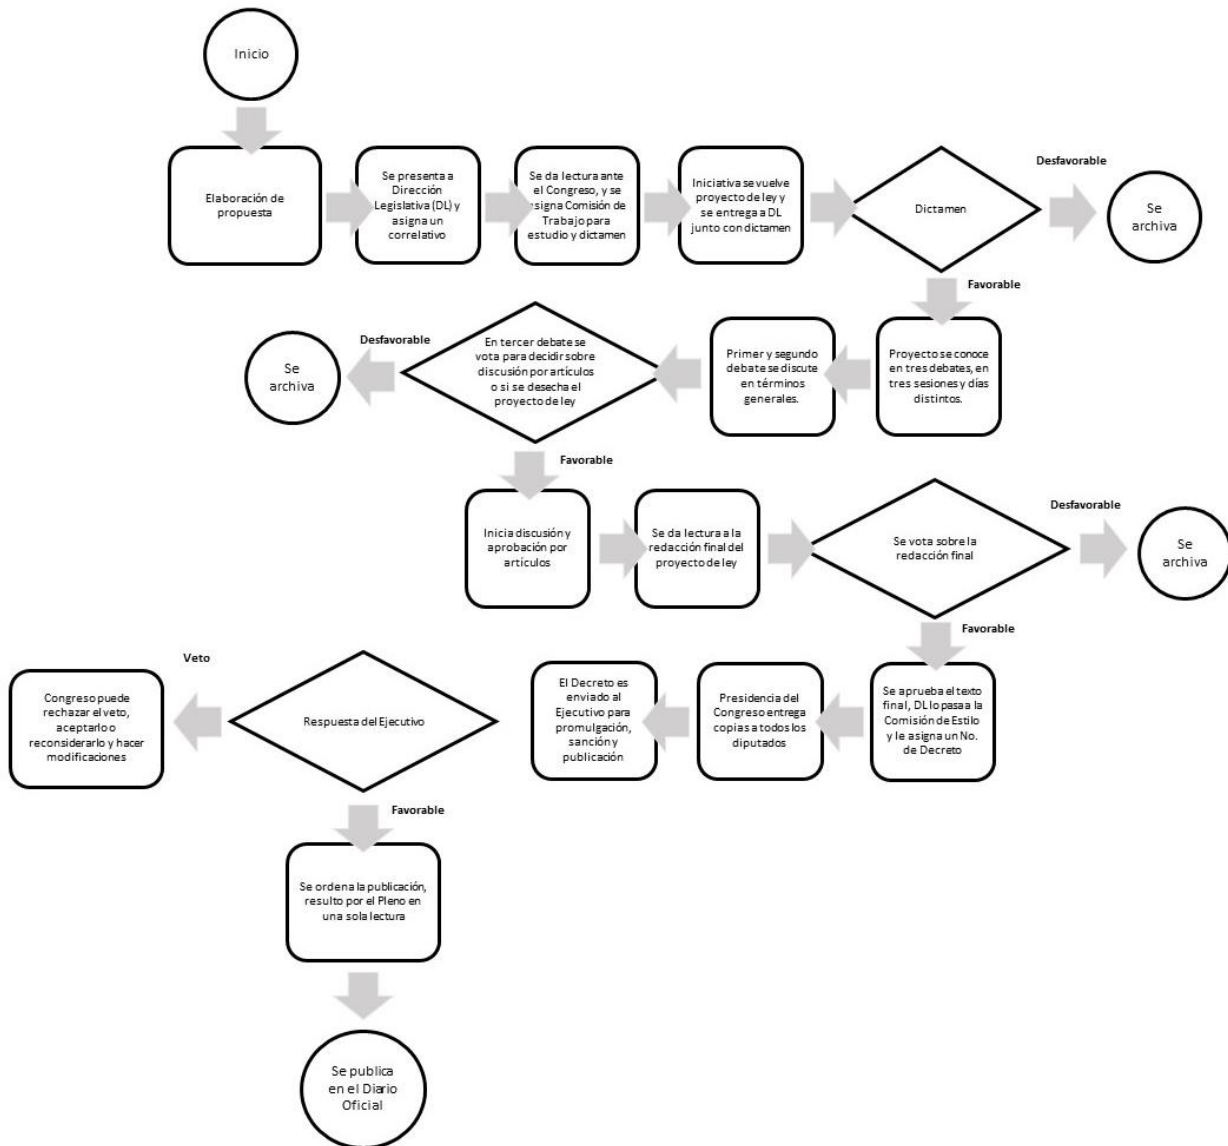 Inicio
Elaboración de
propuesta
Se presenta a
Dirección
Legislativa (DL) y
asigna un
correlativo
Se da lectura ante
el Congreso, y se
asigna Comisión de
Trabajo para
estudio y dictamen
Iniciativa se vuelve
proyecto de ley y
se entrega a DL
junto con dictamen
Dictamen
Desfavorable
Se
archiva
Favorable
Proyecto se conoce
en tres debates, en
tres sesiones y días
distintos.
Primer y segundo
debate se discute
en términos
generales.
En tercer debate se
vota para decidir sobre
discusión por artículos
o si se desecha el
proyecto de ley
Desfavorable
Se
archiva
Favorable
Inicia discusión y
aprobación por
artículos
Se da lectura a la
redacción final del
proyecto de ley
Se vota sobre la
redacción final
Desfavorable
Se
archiva
Favorable
Se aprueba el texto
final, DL lo pasa a la
Comisión de Estilo
y le asigna un No.
de Decreto
Presidencia del
Congreso entrega
copias a todos los
diputados
El Decreto es
enviado al
Ejecutivo para
promulgación,
sanción y
publicación
Respuesta del Ejecutivo
Veto
Congreso puede
rechazar el veto,
aceptarlo o
reconsiderarlo y hacer
modificaciones
Favorable
Se ordena la publicación,
resulto por el Pleno en
una sola lectura
Se publica
en el Diario
Oficial